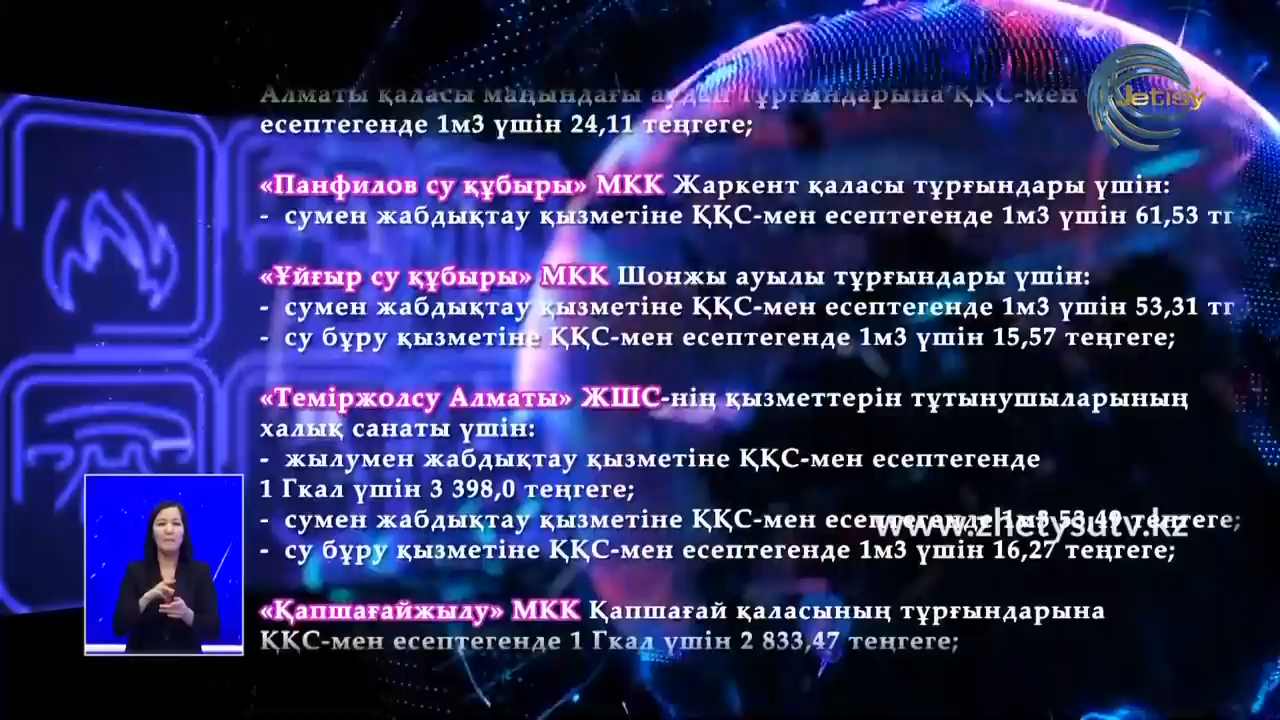 Алматы қаласы маңындағы аудан тұрғындарына ҚҚС-мен
есептегенде 1м3 үшін 24,11 теңгеге;
«Панфилов су құбыры» МКК Жаркент қаласы тұрғындары үшін:
- сумен жабдықтау қызметіне ҚҚС-мен есептегенде 1м3 үшін 61,53 тг
«Ұйғыр су құбыры» МКК Шонжы ауылы тұрғындары үшін:
- сумен жабдықтау қызметіне ҚҚС-мен есептегенде 1м3 үшін 53,31 тг
- су бұру қызметіне ҚҚС-мен есептегенде 1м3 үшін 15,57 теңгеге;
«Теміржолсу Алматы» ЖШС-нің қызметтерін тұтынушыларының
халық санаты үшін:
- жылумен жабдықтау қызметіне ҚҚС-мен есептегенде
1 Гкал үшін 3 398,0 теңгеге;
- сумен жабдықтау қызметіне ҚҚС-мен есептегенде 1м3 53,49 теңгеге;
- су бұру қызметіне ҚҚС-мен есептегенде 1м3 үшін 16,27 теңгеге;
«Қапшағайжылу» МКК Қапшағай қаласының тұрғындарына
ҚҚС-мен есептегенде 1 Гкал үшін 2 833,47 теңгеге;
Jetisý
www.zhetysutv.kz